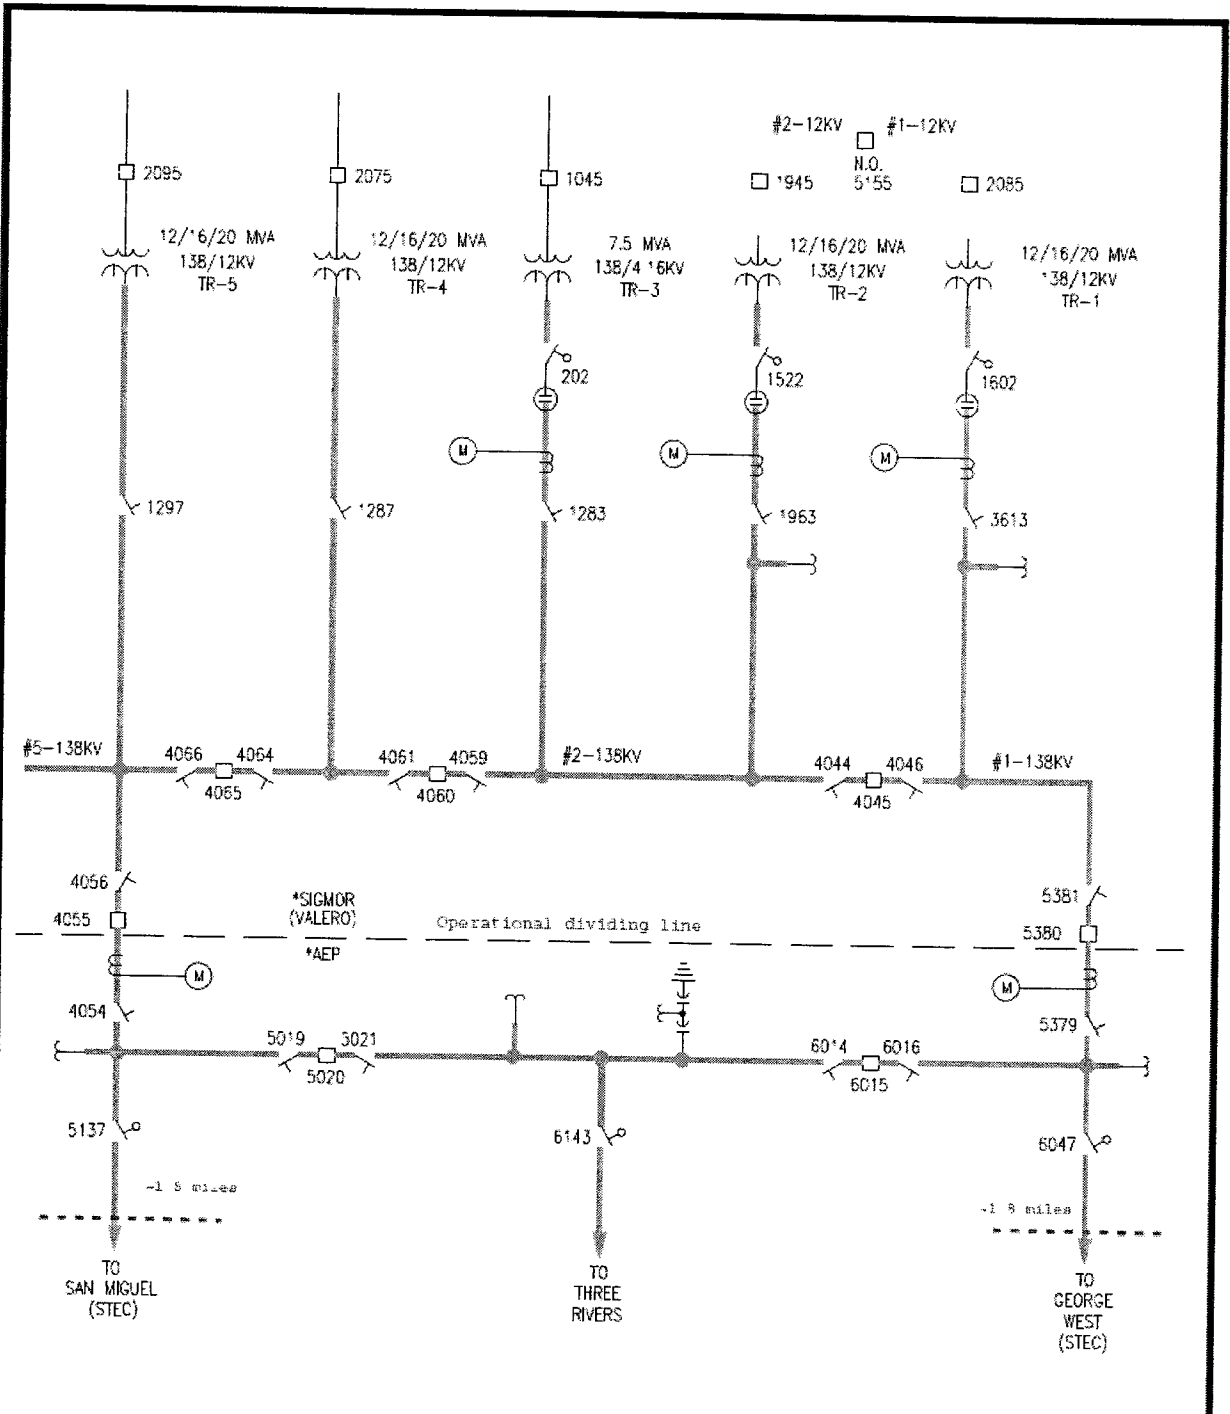 #2-12KV
#1-12KV
N.O.
5155
2095
2075
1045
1945
2085
12/16/20 MVA
138/12KV
TR-5
12/16/20 MVA
138/12KV
TR-4
7.5 MVA
138/4 16KV
TR-3
12/16/20 MVA
138/12KV
TR-2
12/16/20 MVA
138/12KV
TR-1
202
1522
1602
M
M
M
1297
1287
1283
1963
3613
#5-138KV
4066
4064
4065
4061
4059
4060
#2-138KV
4044
4046
4045
#1-138KV
4056
4055
*SIGMOR
(VALERO)
Operational dividing line
*AEP
5381
5380
M
M
4054
5379
5019
3021
5020
6014
6016
6015
5137
6143
6047
~1 8 miles
TO
SAN MIGUEL
(STEC)
TO
THREE
RIVERS
TO
GEORGE
WEST
(STEC)